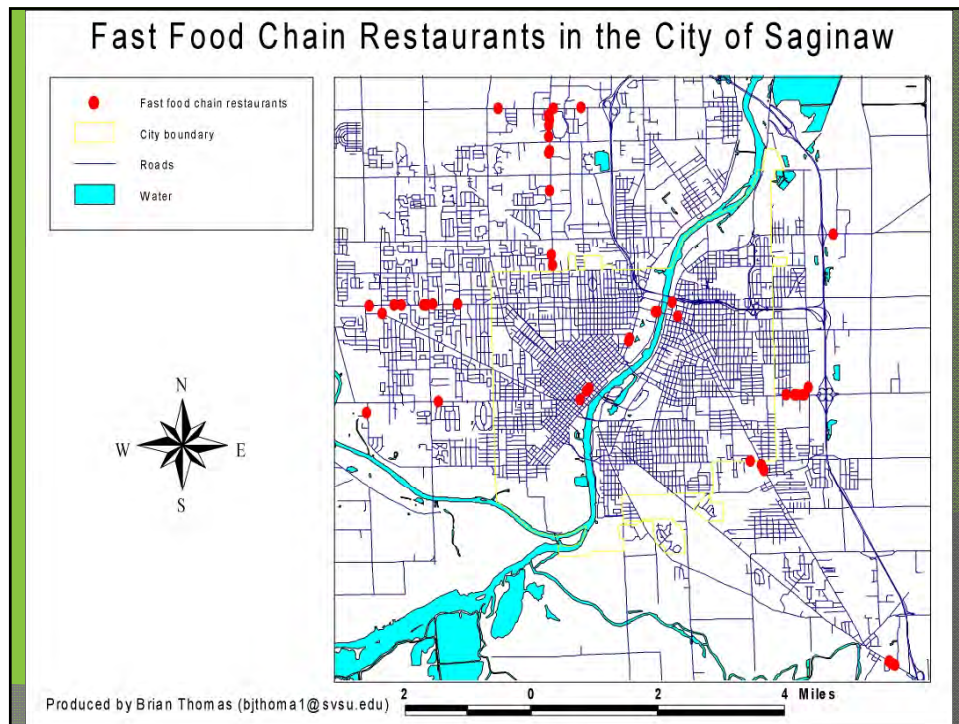 Fast Food Chain Restaurants in the City of Saginaw
Fast food chain restaurants
City boundary
Roads
Water
N
W E
S
2 0 2 4 Miles
Produced by Brian Thomas (bjthoma1@svsu.edu)